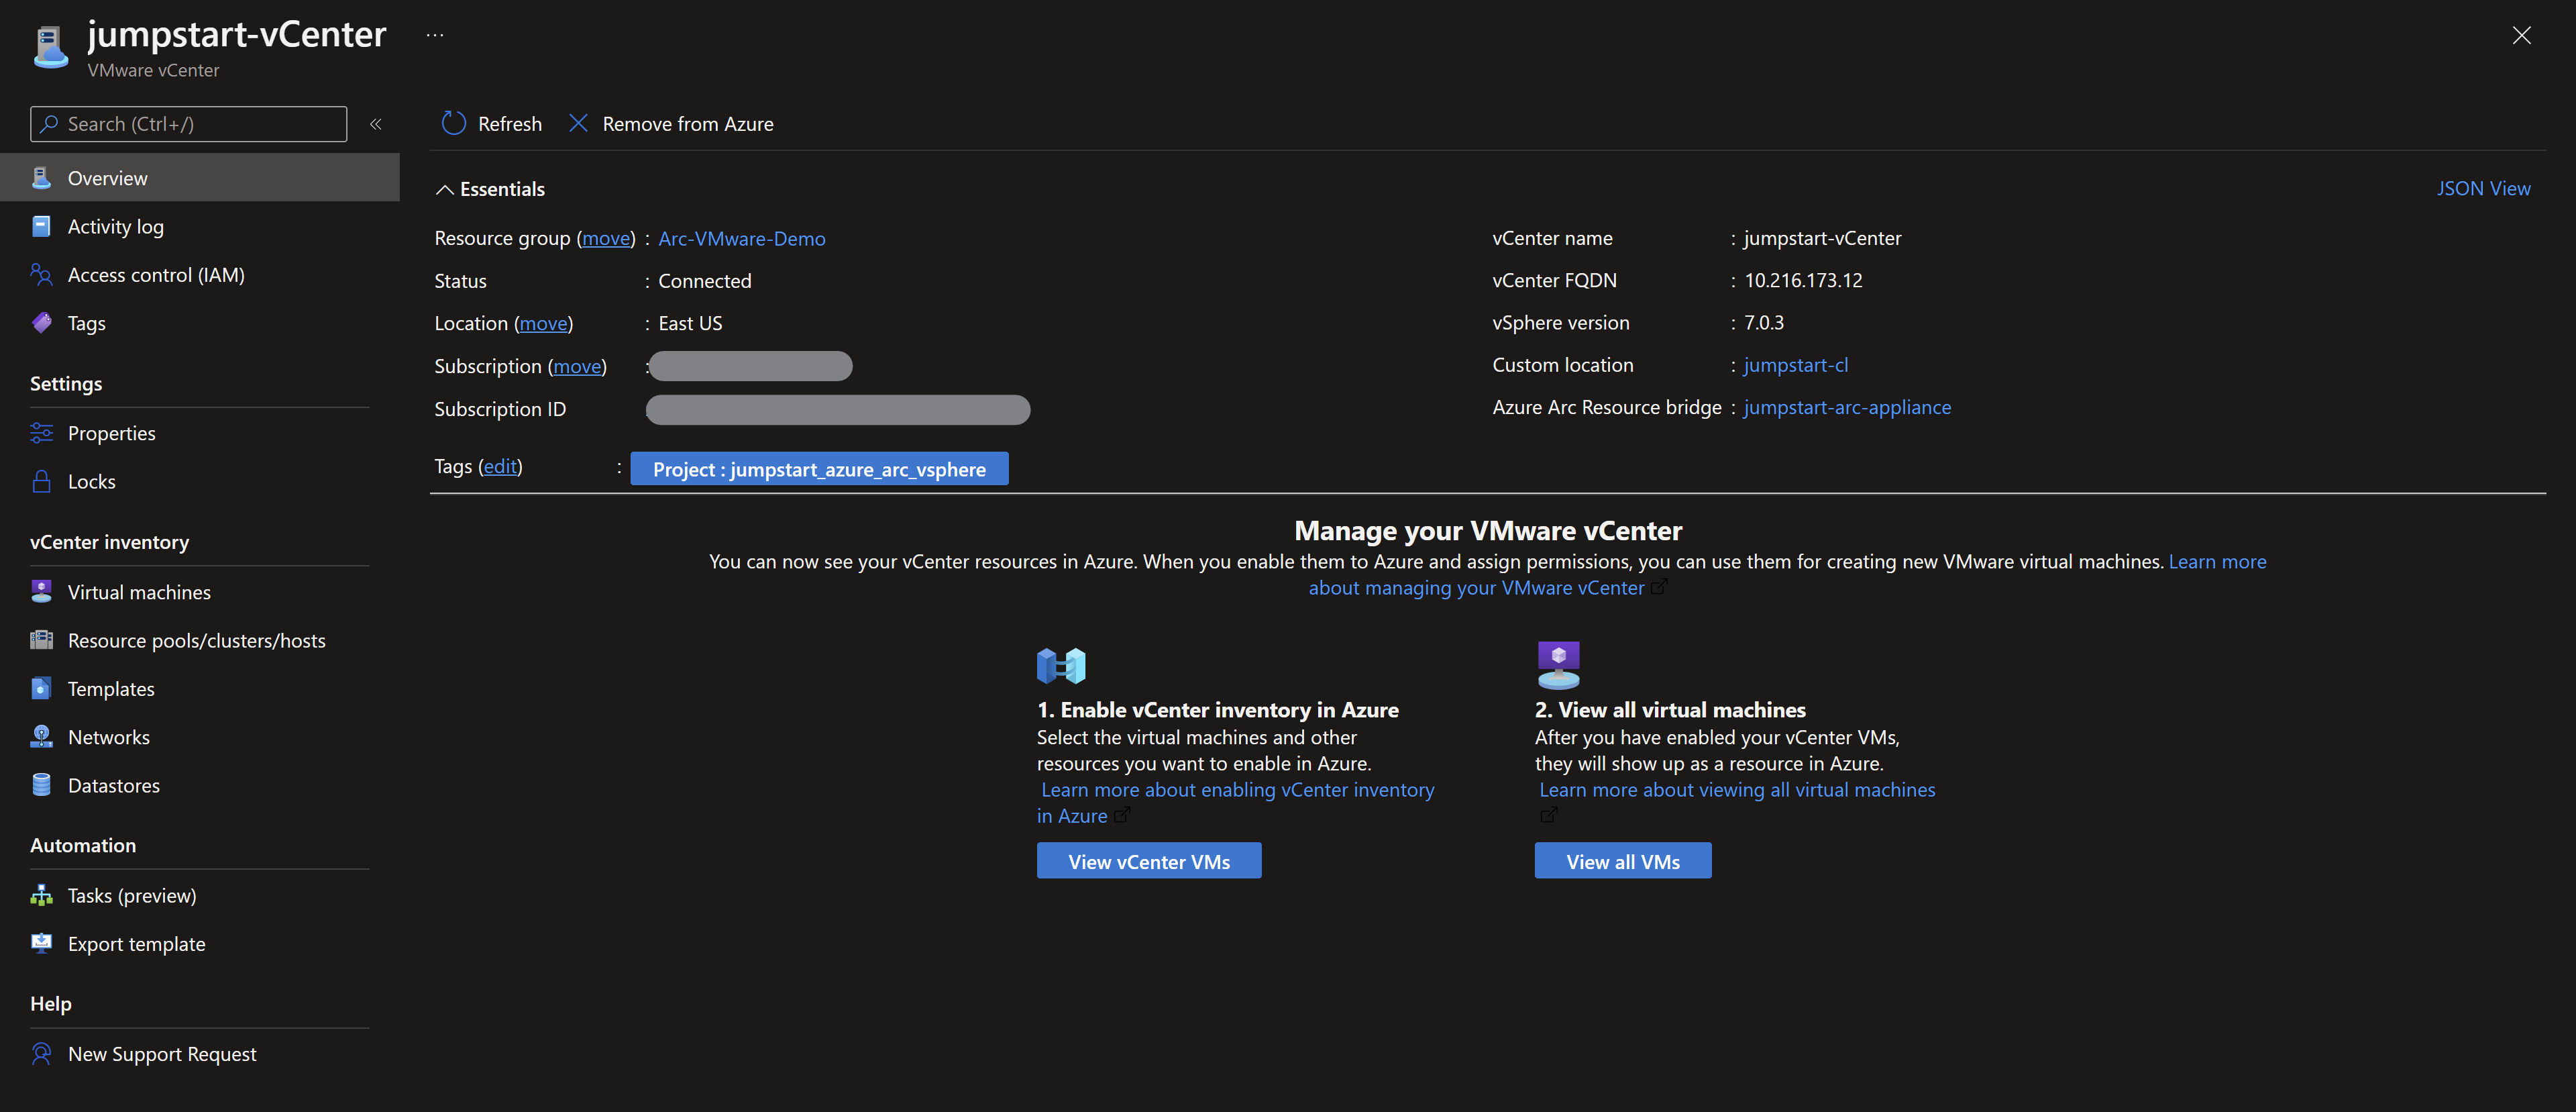 jumpstart-vCenter ...
VMware vCenter
Search (Ctrl+/) «
Overview
Activity log
Access control (IAM)
Tags
Settings
Properties
Locks
vCenter inventory
Virtual machines
Resource pools/clusters/hosts
Templates
Networks
Datastores
Automation
Tasks (preview)
Export template
Help
New Support Request
Refresh Remove from Azure
Essentials JSON View
Resource group (move) : Arc-VMware-Demo
Status : Connected
Location (move) : East US
Subscription (move) :
Subscription ID
Tags (edit) : Project : jumpstart_azure_arc_vsphere
vCenter name : jumpstart-vCenter
vCenter FQDN : 10.216.173.12
vSphere version : 7.0.3
Custom location : jumpstart-cl
Azure Arc Resource bridge : jumpstart-arc-appliance
Manage your VMware vCenter
You can now see your vCenter resources in Azure. When you enable them to Azure and assign permissions, you can use them for creating new VMware virtual machines. Learn more
about managing your VMware vCenter
1. Enable vCenter inventory in Azure
Select the virtual machines and other
resources you want to enable in Azure.
Learn more about enabling vCenter inventory
in Azure
View vCenter VMs
2. View all virtual machines
After you have enabled your vCenter VMs,
they will show up as a resource in Azure.
Learn more about viewing all virtual machines
View all VMs